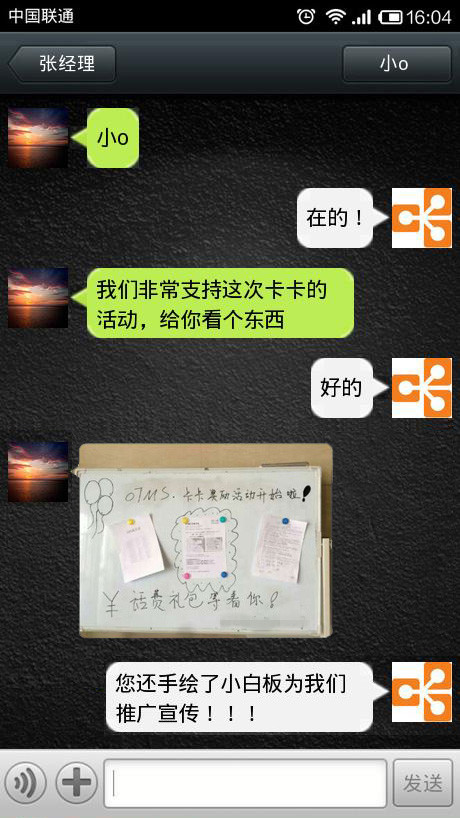 中国联通
16:04
张经理
小o
小o
在的！
我们非常支持这次卡卡的
活动，给你看个东西
好的
oTMS.卡卡奖励活动开始啦！
￥话费礼包等着你！
您还手绘了小白板为我们
推广宣传！！！
发送